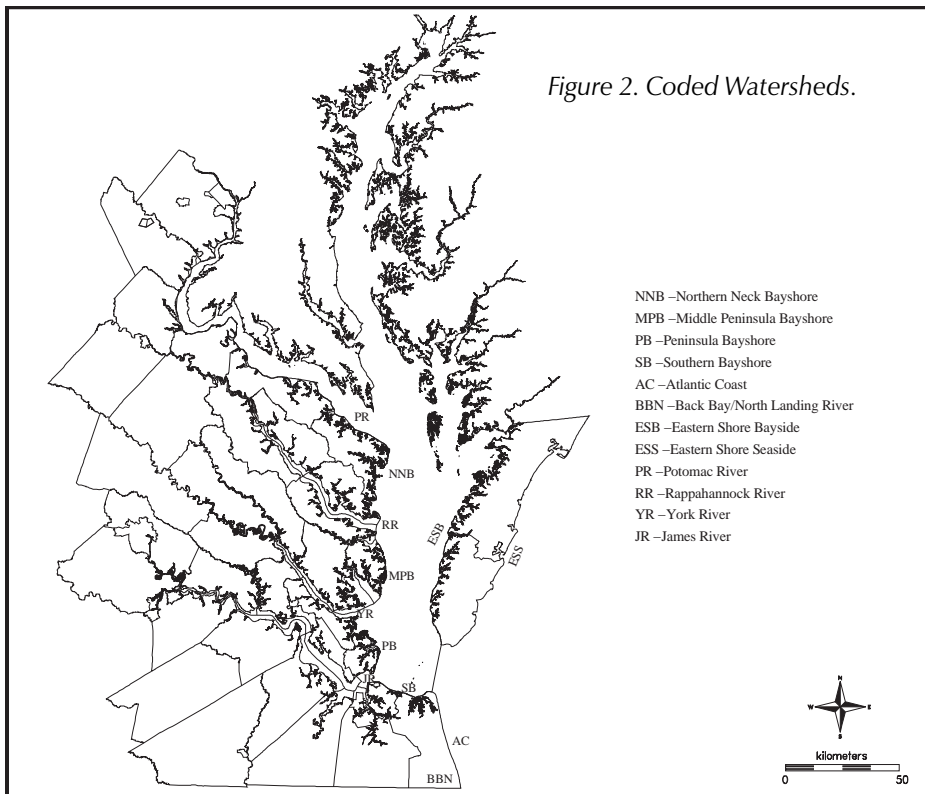 Figure 2. Coded Watersheds.
NNB –Northern Neck Bayshore
MPB –Middle Peninsula Bayshore
PB –Peninsula Bayshore
SB –Southern Bayshore
AC –Atlantic Coast
BBN –Back Bay/North Landing River
ESB –Eastern Shore Bayside
ESS –Eastern Shore Seaside
PR –Potomac River
RR –Rappahannock River
YR –York River
JR –James River
PR
NNB
RR
ESB
ESS
MPB
YR
PB
JR
SB
AC
BBN
N
W E
S
kilometers
0 50